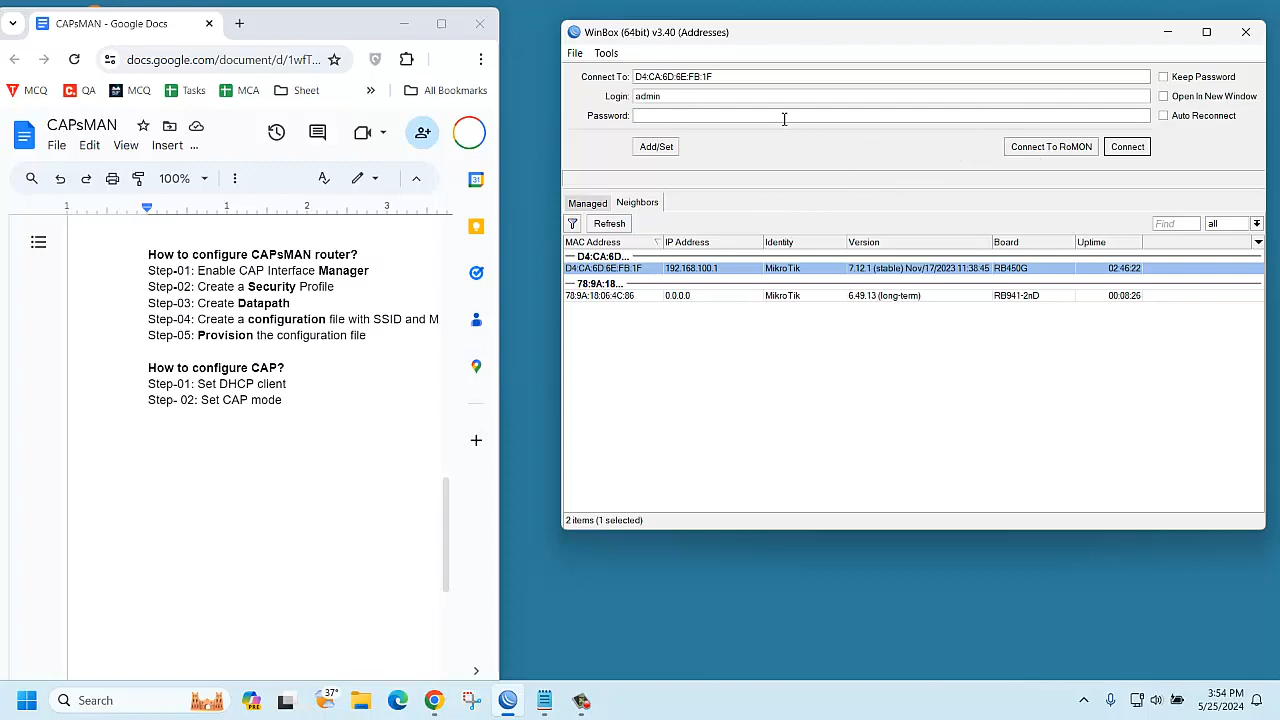 CAPsMAN - Google Docs
docs.google.com/document/d/1wfT...
MCQ
QA
MCQ
Tasks
MCA
Sheet
»
All Bookmarks
CAPsMAN
File Edit View Insert ...
100%
1 1 2 3
How to configure CAPsMAN router?
Step-01: Enable CAP Interface Manager
Step-02: Create a Security Profile
Step-03: Create Datapath
Step-04: Create a configuration file with SSID and M
Step-05: Provision the configuration file
How to configure CAP?
Step-01: Set DHCP client
Step- 02: Set CAP mode
WinBox (64bit) v3.40 (Addresses)
File Tools
Connect To: D4:CA:6D:6E:FB:1F
Keep Password
Login: admin
Open In New Window
Password:
Auto Reconnect
Add/Set
Connect To RoMON
Connect
Managed Neighbors
Refresh
Find
all
MAC Address IP Address Identity Version Board Uptime
D4:CA:6D...
D4:CA:6D:6E:FB:1F 192.168.100.1 MikroTik 7.12.1 (stable) Nov/17/2023 11:38:45 RB450G 02:46:22
78:9A:18...
78:9A:18:06:4C:86 0.0.0.0 MikroTik 6.49.13 (long-term) RB941-2nD 00:08:26
2 items (1 selected)
Search
PRE
37°
3:54 PM
5/25/2024